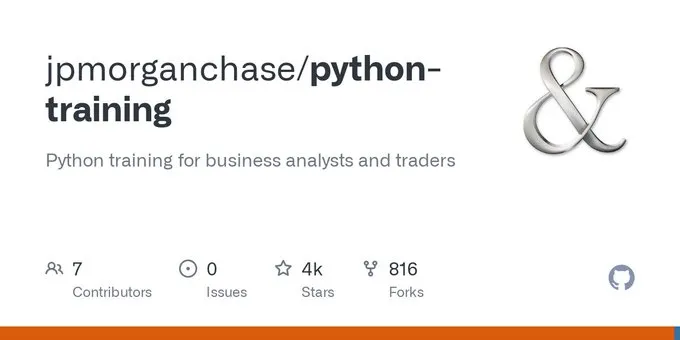 jpmorganchase/python-
training
Python training for business analysts and traders
&
7
Contributors
0
Issues
4k
Stars
816
Forks